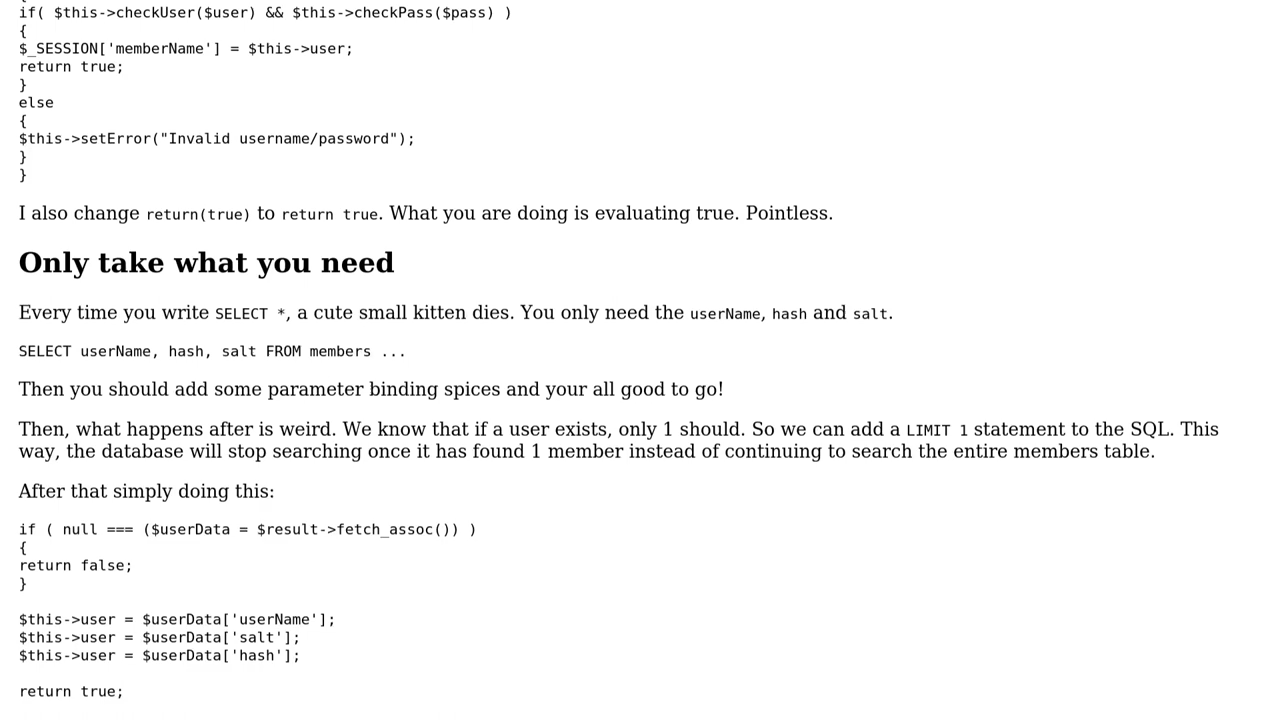 if( $this->checkUser($user) && $this->checkPass($pass) )
{
$_SESSION['memberName'] = $this->user;
return true;
}
else
{
$this->setError("Invalid username/password");
}
}
I also change return(true) to return true. What you are doing is evaluating true. Pointless.
Only take what you need
Every time you write SELECT *, a cute small kitten dies. You only need the userName, hash and salt.
SELECT userName, hash, salt FROM members ...
Then you should add some parameter binding spices and your all good to go!
Then, what happens after is weird. We know that if a user exists, only 1 should. So we can add a LIMIT 1 statement to the SQL. This
way, the database will stop searching once it has found 1 member instead of continuing to search the entire members table.
After that simply doing this:
if ( null === ($userData = $result->fetch_assoc()) )
{
return false;
}
$this->user = $userData['userName'];
$this->user = $userData['salt'];
$this->user = $userData['hash'];
return true;